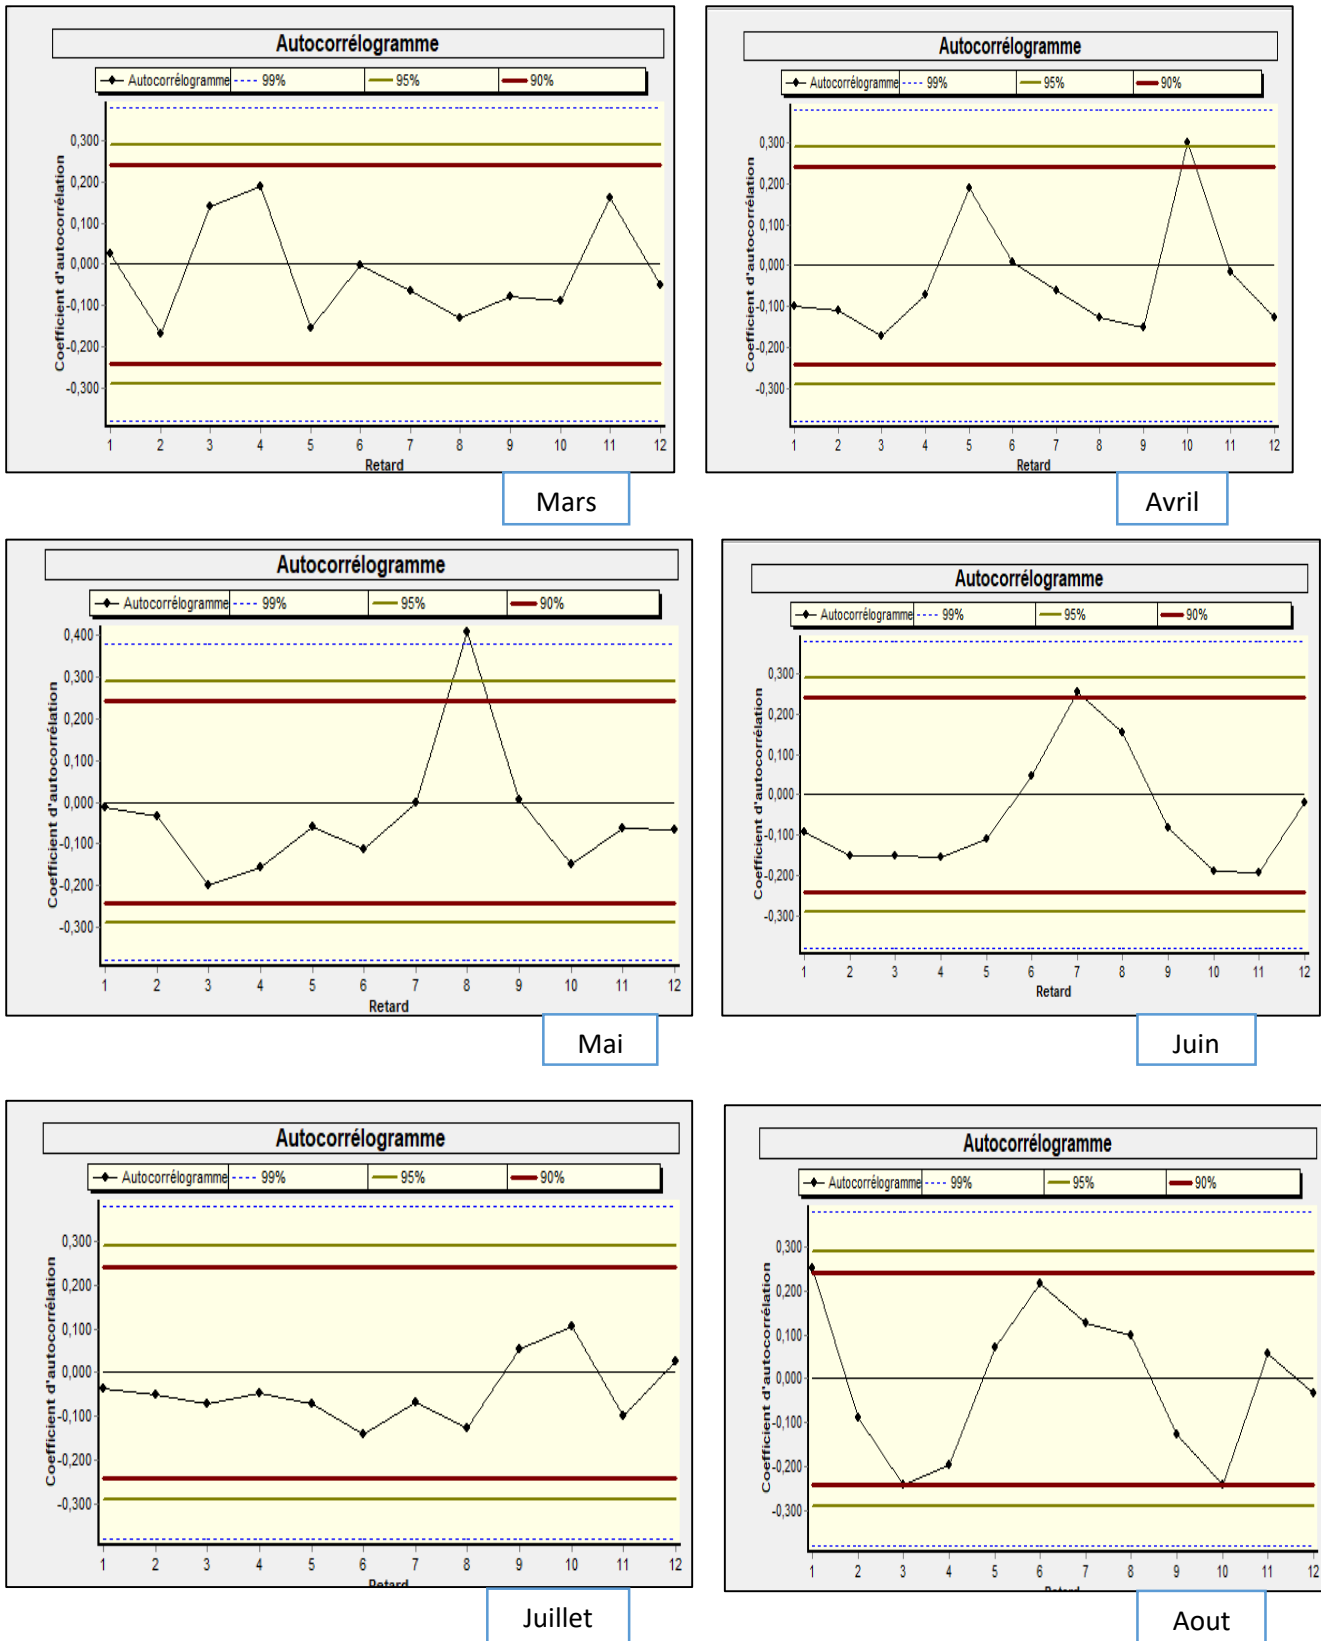 Autocorrélogramme
Autocorrélogramme 99% 95% 90%
Coefficient d'autocorrélation
0,300
0,200
0,100
0,000
-0,100
-0,200
-0,300
1 2 3 4 5 6 7 8 9 10 11 12
Retard
Mars
Autocorrélogramme
Autocorrélogramme 99% 95% 90%
Coefficient d'autocorrélation
0,300
0,200
0,100
0,000
-0,100
-0,200
-0,300
1 2 3 4 5 6 7 8 9 10 11 12
Retard
Avril
Autocorrélogramme
Autocorrélogramme 99% 95% 90%
Coefficient d'autocorrélation
0,400
0,300
0,200
0,100
0,000
-0,100
-0,200
-0,300
1 2 3 4 5 6 7 8 9 10 11 12
Retard
Mai
Autocorrélogramme
Autocorrélogramme 99% 95% 90%
Coefficient d'autocorrélation
0,300
0,200
0,100
0,000
-0,100
-0,200
-0,300
1 2 3 4 5 6 7 8 9 10 11 12
Retard
Juin
Autocorrélogramme
Autocorrélogramme 99% 95% 90%
Coefficient d'autocorrélation
0,300
0,200
0,100
0,000
-0,100
-0,200
-0,300
1 2 3 4 5 6 7 8 9 10 11 12
Retard
Juillet
Autocorrélogramme
Autocorrélogramme 99% 95% 90%
Coefficient d'autocorrélation
0,300
0,200
0,100
0,000
-0,100
-0,200
-0,300
1 2 3 4 5 6 7 8 9 10 11 12
Retard
Aout